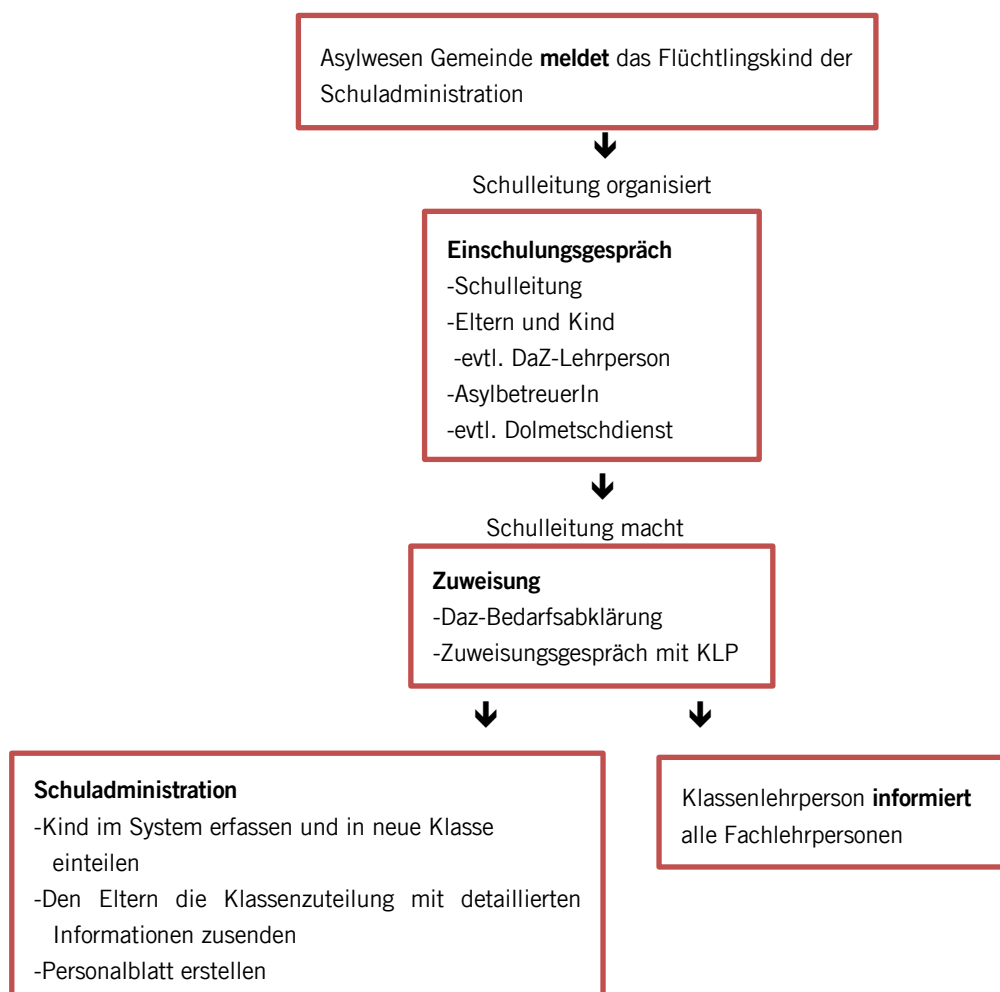 Asylwesen Gemeinde meldet das Flüchtlingskind der
Schuladministration
Schulleitung organisiert
Einschulungsgespräch
-Schulleitung
-Eltern und Kind
-evtl. DaZ-Lehrperson
-AsylbetreuerIn
-evtl. Dolmetschdienst
Schulleitung macht
Zuweisung
-Daz-Bedarfsabklärung
-Zuweisungsgespräch mit KLP
Schuladministration
-Kind im System erfassen und in neue Klasse
einteilen
-Den Eltern die Klassenzuteilung mit detaillierten
Informationen zusenden
-Personalblatt erstellen
Klassenlehrperson informiert
alle Fachlehrpersonen